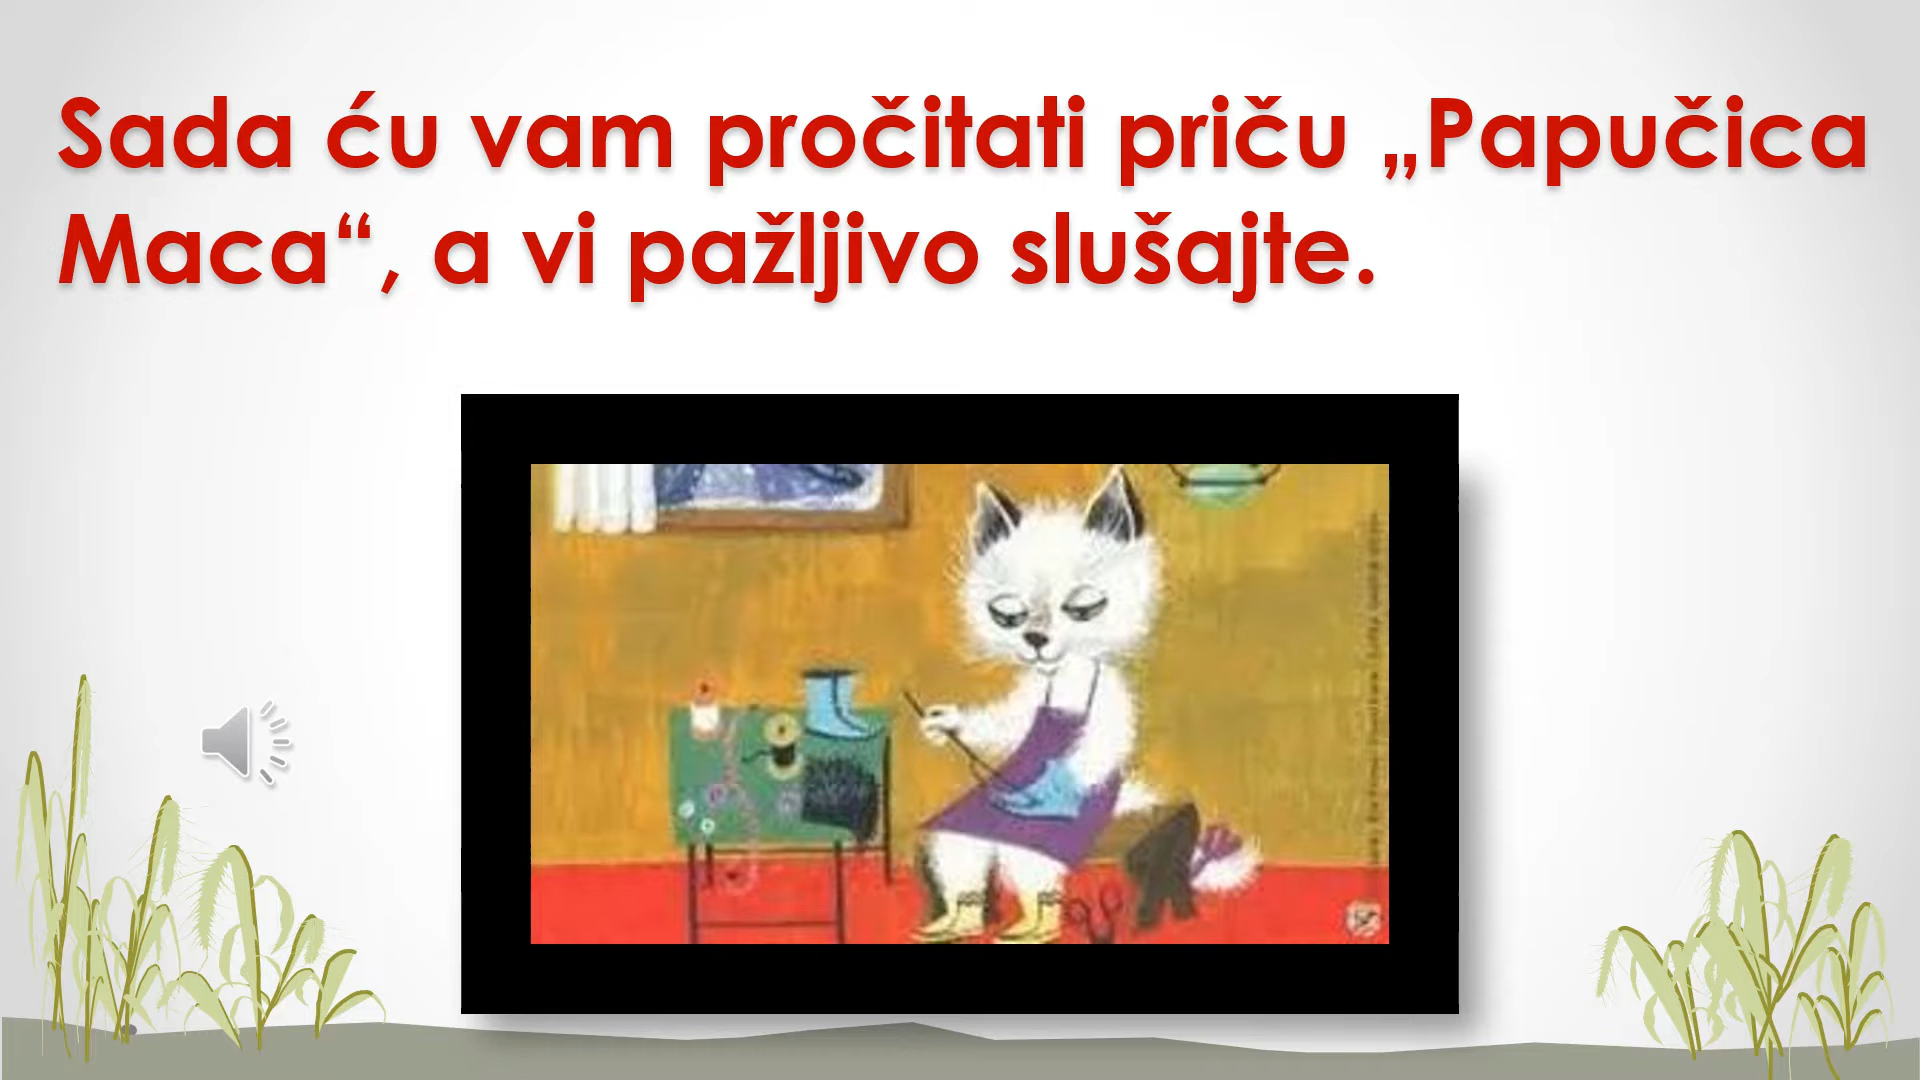 Sada ću vam pročitati priču „Papučica
Maca“, a vi pažljivo slušajte.